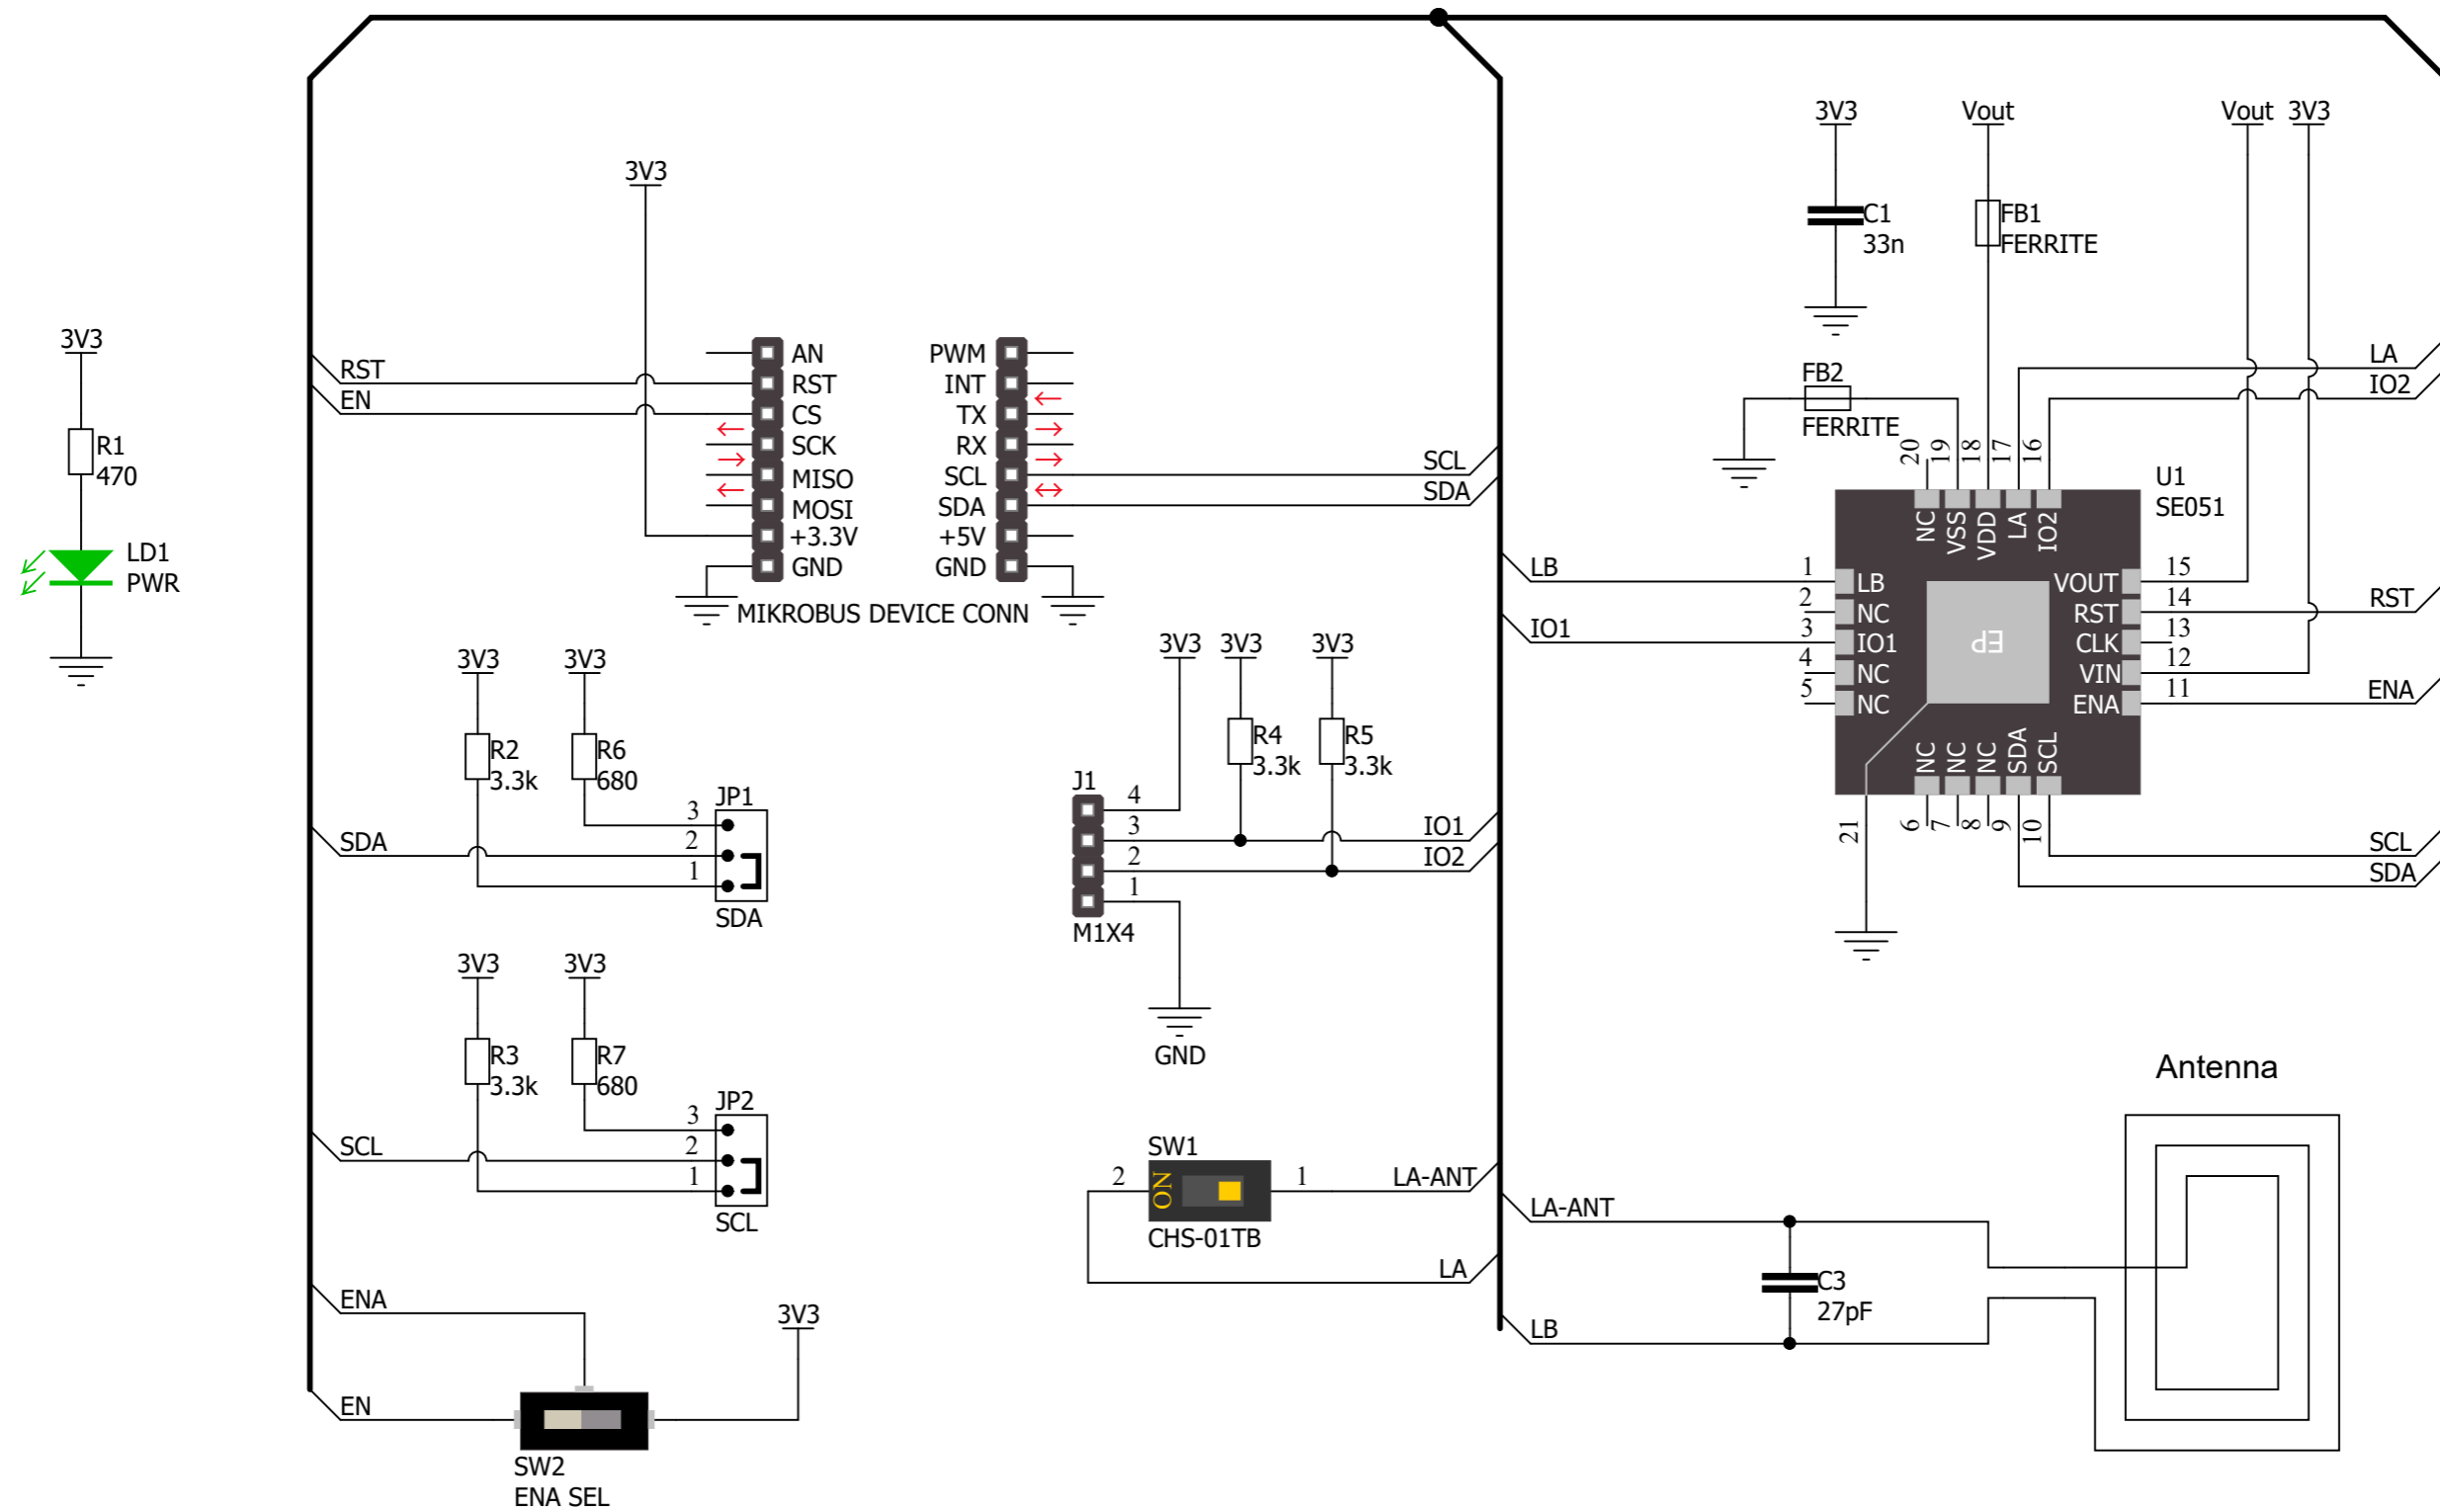 3V3
R1
470
LD1
PWR
3V3
RST
EN
AN
RST
CS
SCK
MISO
MOSI
+3.3V
GND
PWM
INT
TX
RX
SCL
SDA
+5V
GND
MIKROBUS DEVICE CONN
SCL
SDA
3V3
3V3
R2
3.3k
R6
680
JP1
3
2
1
SDA
SDA
3V3
3V3
R3
3.3k
R7
680
JP2
3
2
1
SCL
SCL
ENA
EN
3V3
SW2
ENA SEL
3V3
3V3
3V3
R4
3.3k
R5
3.3k
J1
4
3
2
1
M1X4
IO1
IO2
GND
SW1
2
ON
1
CHS-01TB
LA-ANT
LA
3V3
C1
33n
Vout
FB1
FERRITE
Vout
3V3
FB2
FERRITE
LA
IO2
20
19
18
17
16
U1
SE051
NC
VSS
VDD
LA
IO2
LB
IO1
1
2
3
4
5
LB
NC
IO1
NC
NC
EP
VOUT
RST
CLK
VIN
ENA
15
14
13
12
11
RST
ENA
NC
NC
NC
SDA
SCL
21
6
7
8
9
10
SCL
SDA
Antenna
LA-ANT
C3
27pF
LB